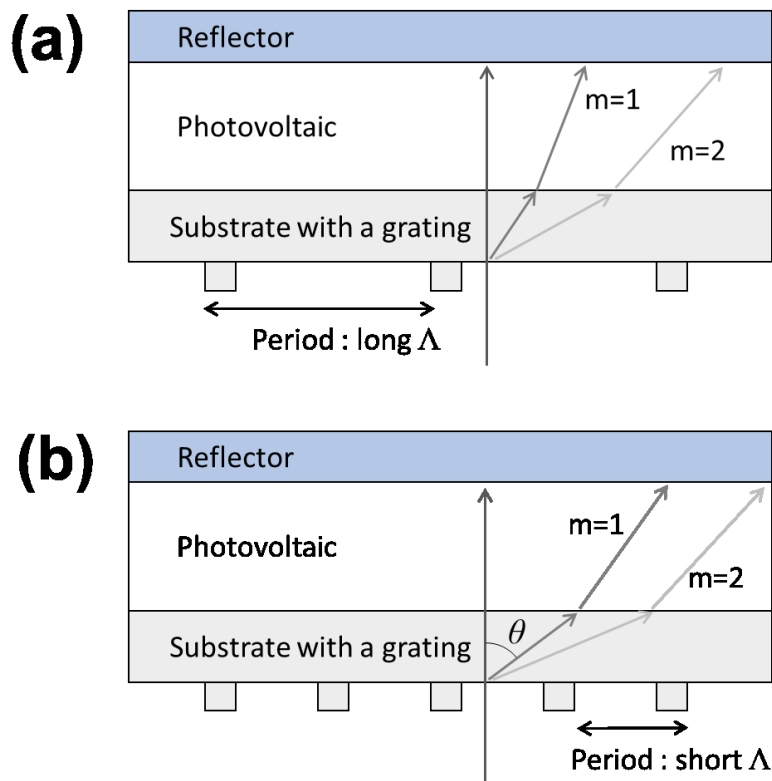 (a)
Reflector
Photovoltaic
m=1
m=2
Substrate with a grating
Period : long Λ
(b)
Reflector
Photovoltaic
m=1
m=2
Substrate with a grating
θ
Period : short Λ